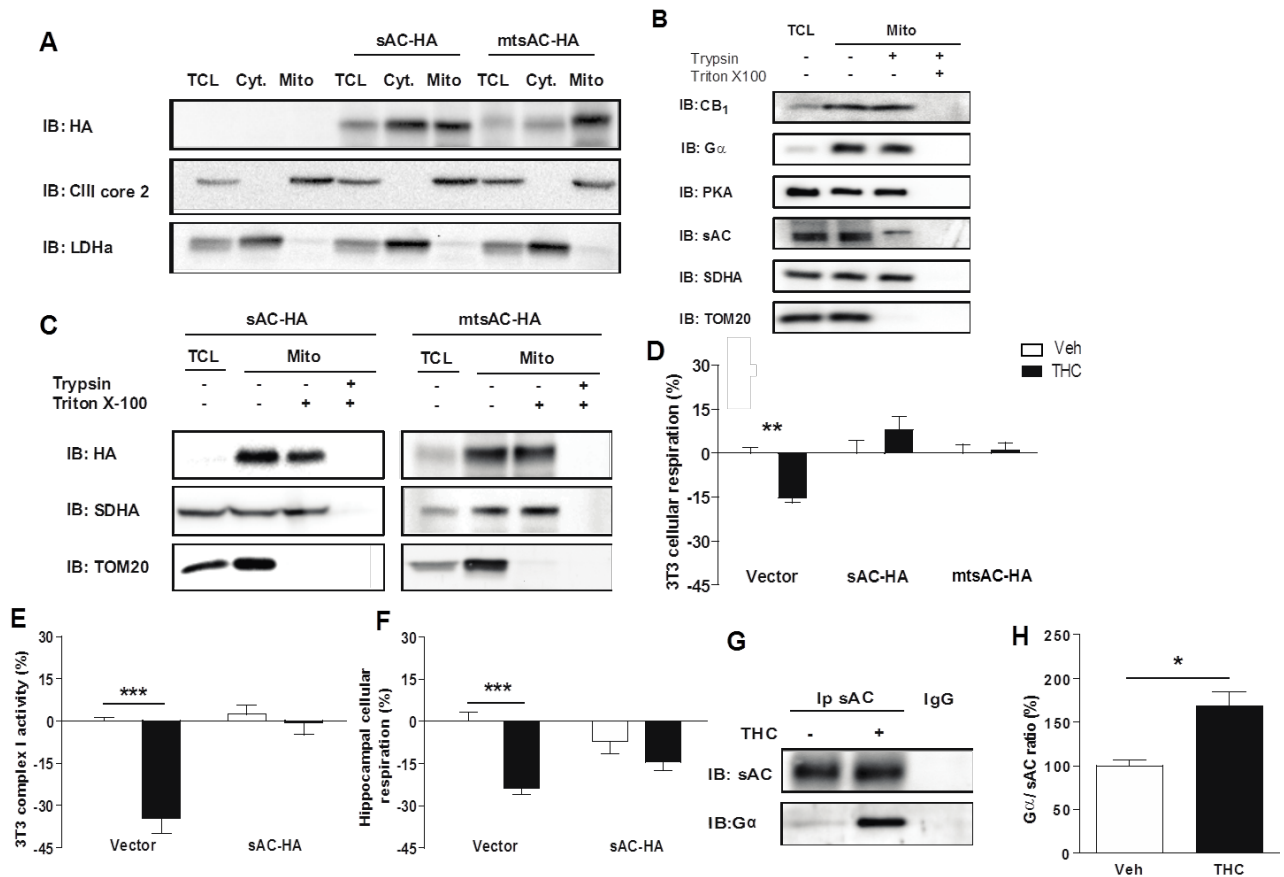 A
sAC-HA mtsAC-HA
TCL Cyt. Mito TCL Cyt. Mito TCL Cyt. Mito
IB: HA
IB: CIII core 2
IB: LDHa
B
TCL Mito
Trypsin - - + +
Triton X100 - - - +
IB:CB1
IB: Gα
IB: PKA
IB: sAC
IB: SDHA
IB: TOM20
C
sAC-HA mtsAC-HA
TCL Mito TCL Mito
Trypsin - - + - - +
Triton X-100 - - + + - - + +
IB: HA
IB: SDHA
IB: TOM20
D
Veh
THC
3T3 cellular respiration (%)
30
15
0
-15
-30
-45
**
Vector sAC-HA mtsAC-HA
E
3T3 complex I activity (%)
30
15
0
-15
-30
-45
***
Vector sAC-HA
F
Hippocampal cellular
respiration (%)
30
15
0
-15
-30
-45
***
Vector sAC-HA
G
Ip sAC IgG
THC - +
IB: sAC
IB:Gα
H
Gα/ sAC ratio (%)
250
200
150
100
50
0
*
Veh THC